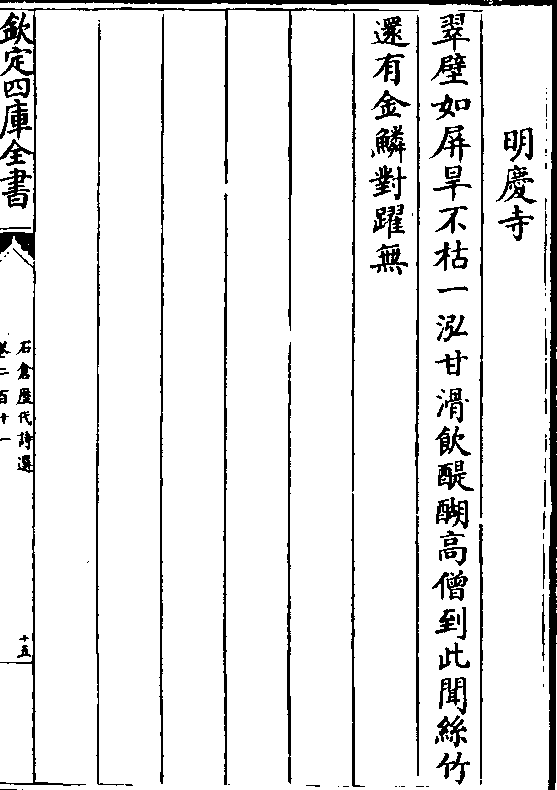 明慶寺
翠壁如屏旱不枯一泓甘滑飲醍醐高僧到此聞絲竹
還有金鱗對躍無
欽定四庫全書
石倉歷代詩選
卷二百十一
十五